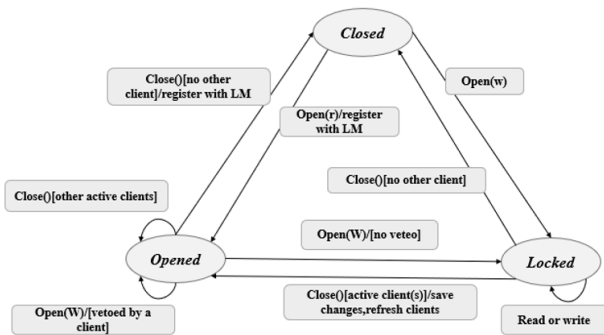 Closed
Close()[no other
client]/register with LM
Open(w)
Open(r)/register
with LM
Close()[no other client]
Close()[other active clients]
Open(W)/[no veteo]
Opened
Locked
Close()[active client(s)]/save
changes,refresh clients
Open(W)/[vetoed by a
client]
Read or write